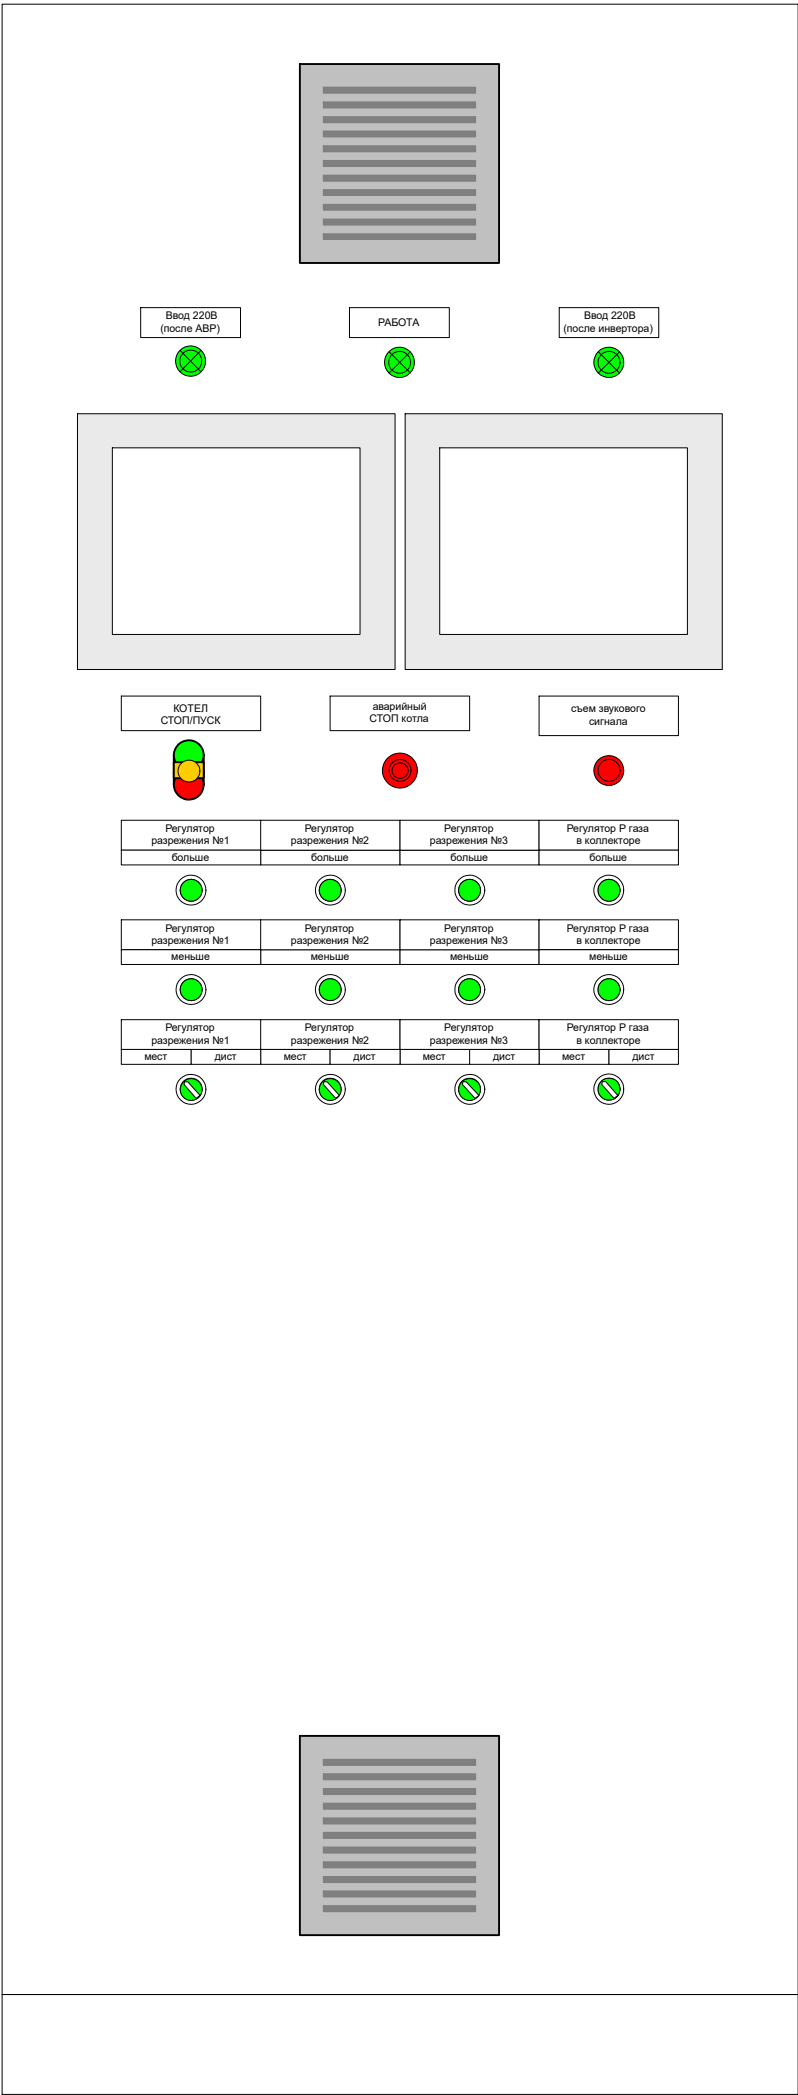 Ввод 220В
(после АВР)
РАБОТА
Ввод 220В
(после инвертора)
КОТЕЛ
СТОП/ПУСК
аварийный
СТОП котла
съем звукового
сигнала
Регулятор
разрежения №1
Регулятор
разрежения №2
Регулятор
разрежения №3
Регулятор Р газа
в коллекторе
больше
больше
больше
больше
Регулятор
разрежения №1
Регулятор
разрежения №2
Регулятор
разрежения №3
Регулятор Р газа
в коллекторе
меньше
меньше
меньше
меньше
Регулятор
разрежения №1
Регулятор
разрежения №2
Регулятор
разрежения №3
Регулятор Р газа
в коллекторе
мест
дист
мест
дист
мест
дист
мест
дист